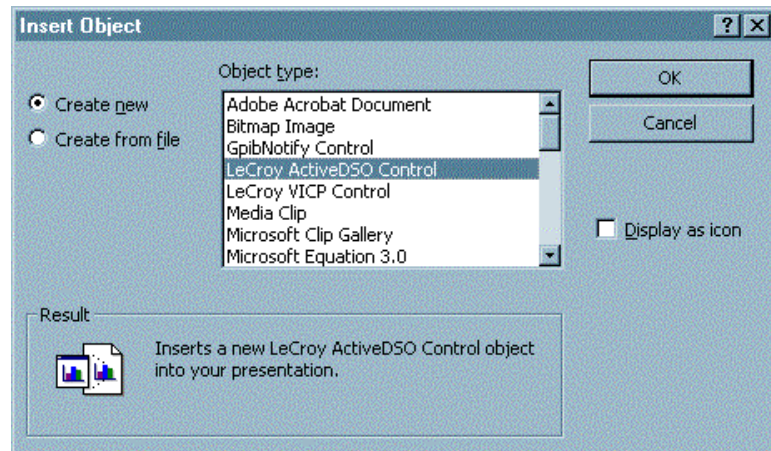 Insert Object
Object type:
Create new
Create from file
Adobe Acrobat Document
Bitmap Image
GpibNotify Control
LeCroy ActiveDSO Control
LeCroy VICP Control
Media Clip
Microsoft Clip Gallery
Microsoft Equation 3.0
OK
Cancel
Display as icon
Result
Inserts a new LeCroy ActiveDSO Control object
into your presentation.